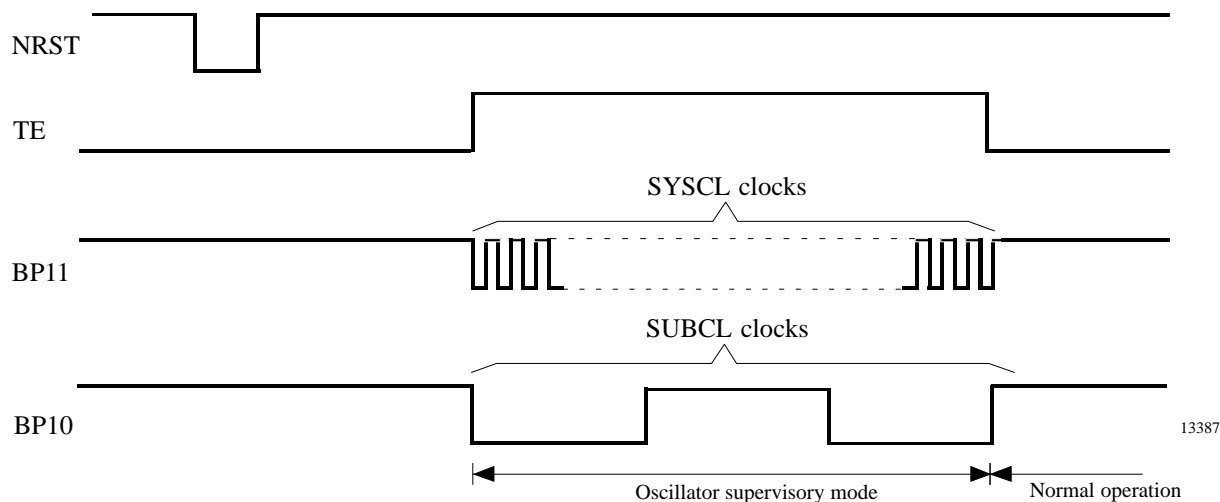 NRST
TE
SYSCL clocks
BP11
SUBCL clocks
BP10
13387
Oscillator supervisory mode
Normal operation